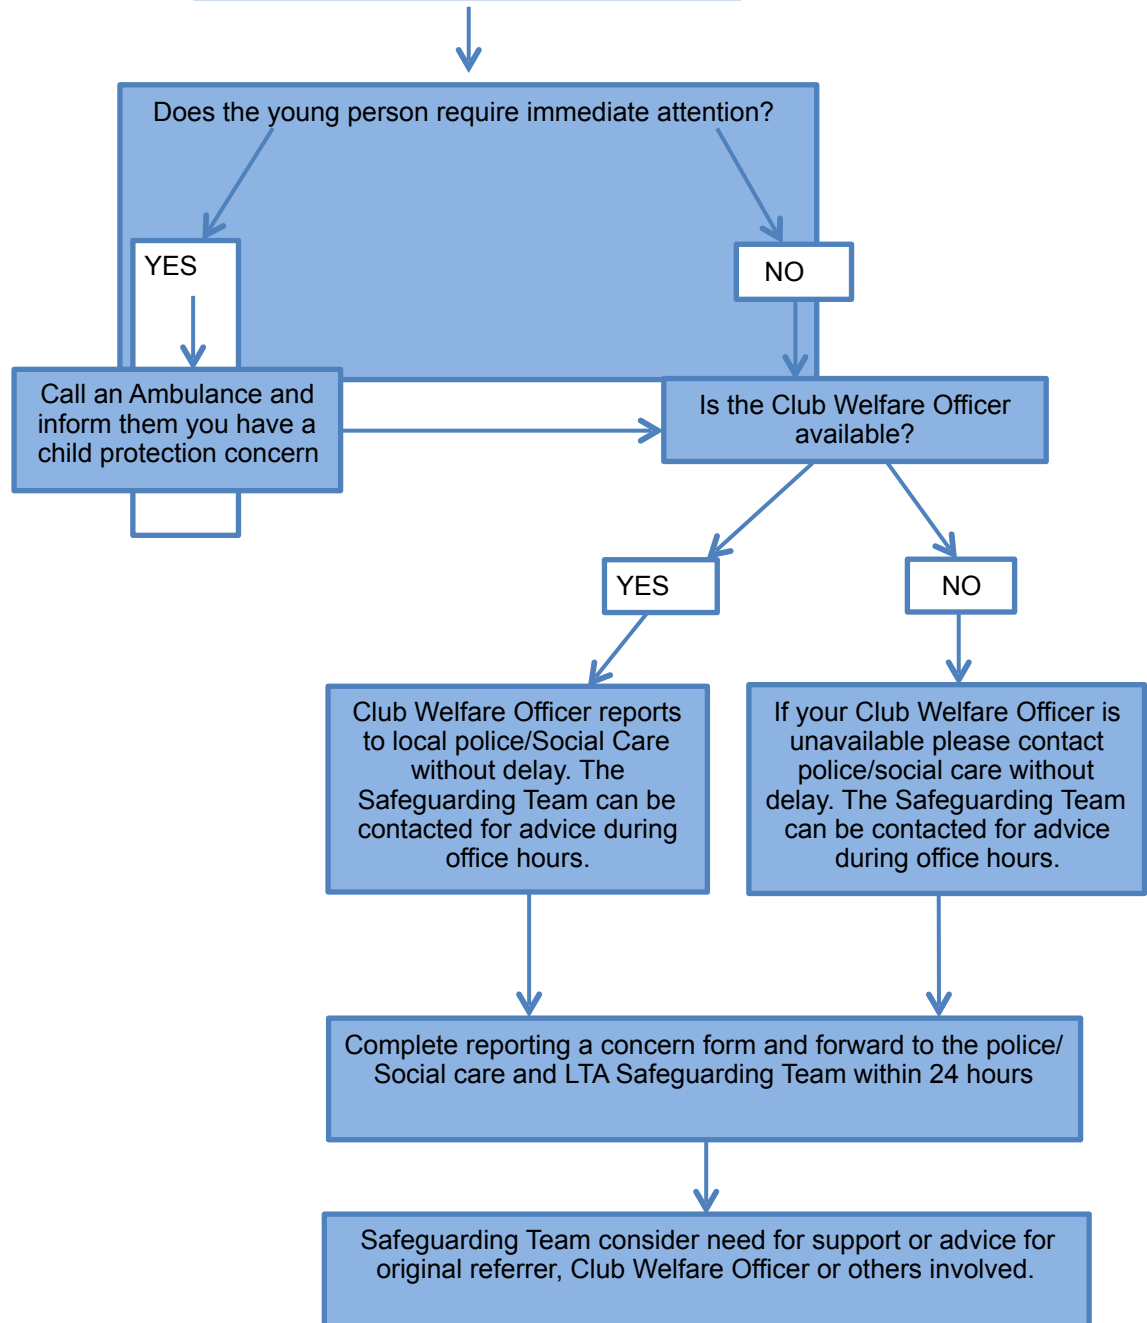 Does the young person require immediate attention?
YES
NO
Call an Ambulance and
inform them you have a
child protection concern
Is the Club Welfare Officer
available?
YES
NO
Club Welfare Officer reports
to local police/Social Care
without delay. The
Safeguarding Team can be
contacted for advice during
office hours.
If your Club Welfare Officer is
unavailable please contact
police/social care without
delay. The Safeguarding Team
can be contacted for advice
during office hours.
Complete reporting a concern form and forward to the police/
Social care and LTA Safeguarding Team within 24 hours
Safeguarding Team consider need for support or advice for
original referrer, Club Welfare Officer or others involved.